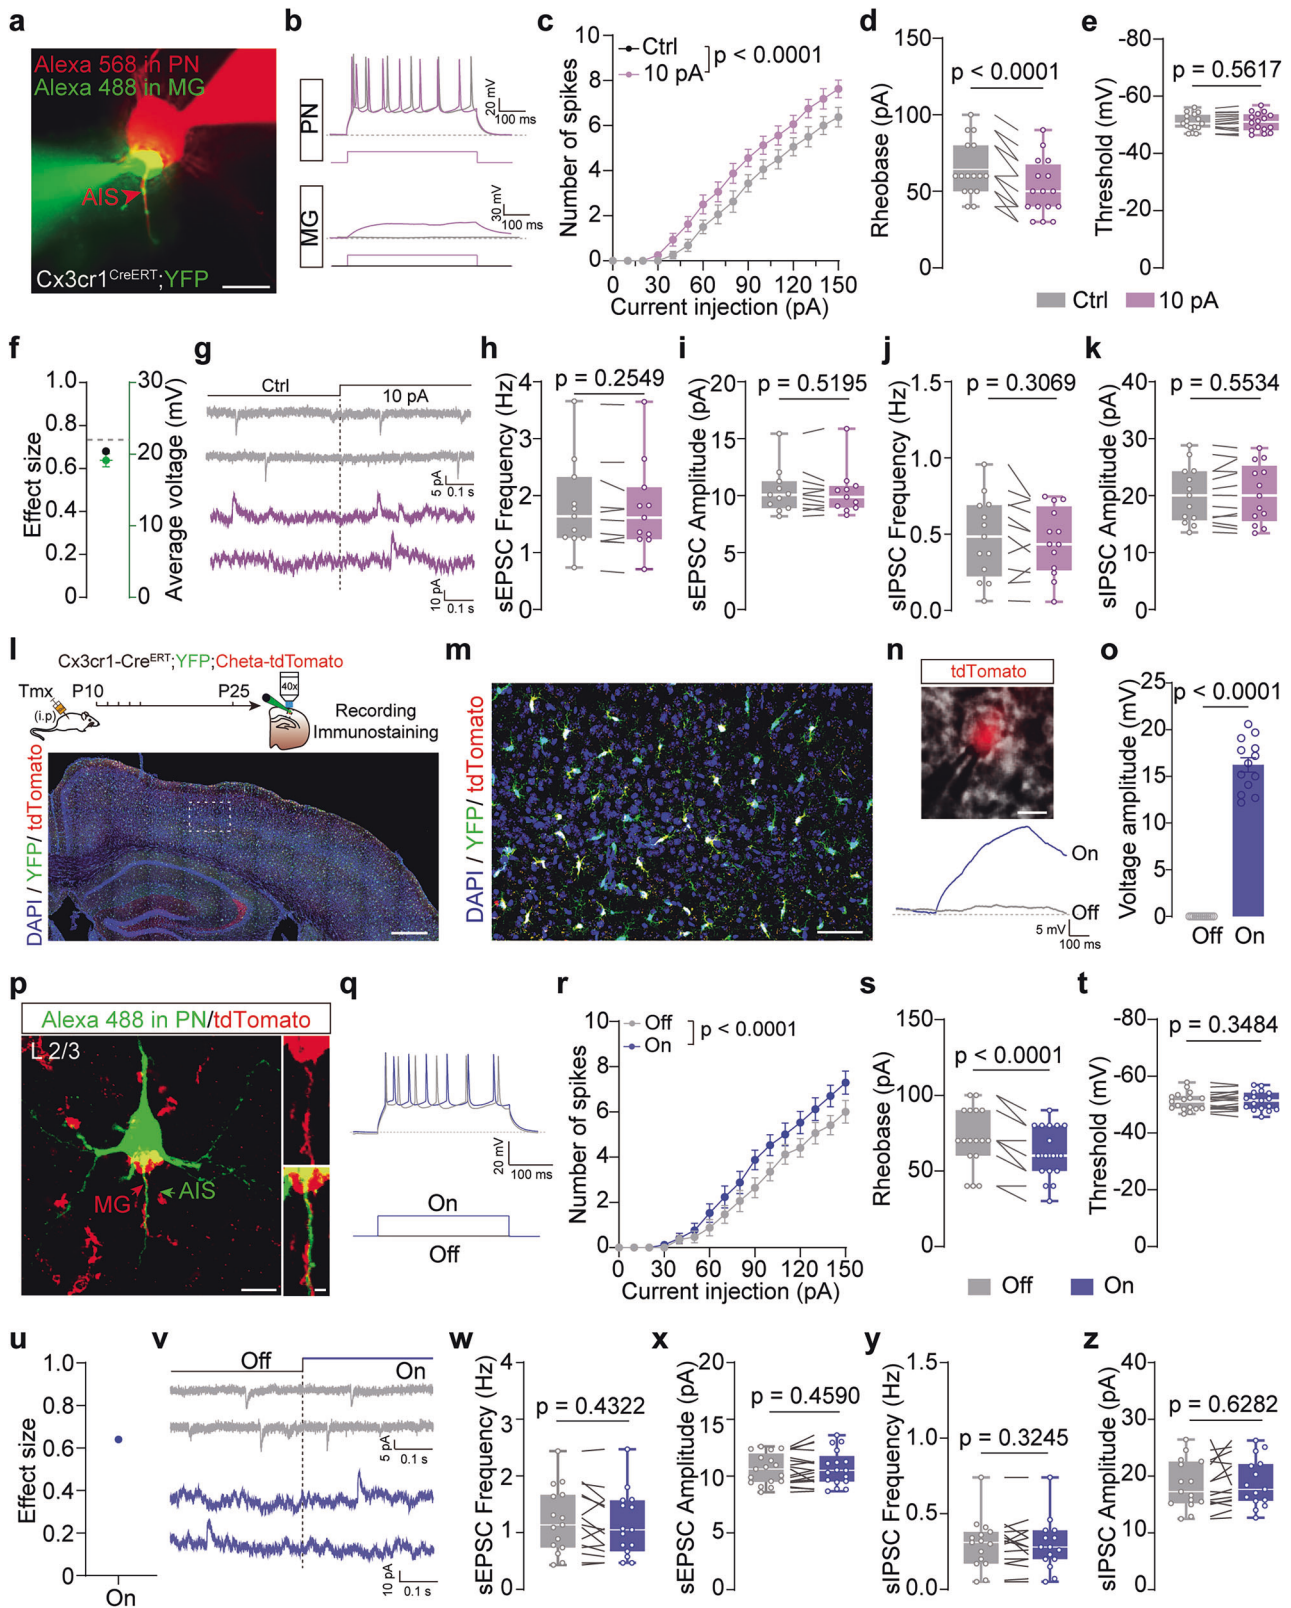 a
Alexa 568 in PN
Alexa 488 in MG
AIS
Cx3cr1CreERT;YFP
b
PN
20 mV
100 ms
MG
30 mV
100 ms
c
Number of spikes
10
8
6
4
2
0
Ctrl
10 pA
p < 0.0001
0 30 60 90 120 150
Current injection (pA)
d
Rheobase (pA)
150
100
50
0
p < 0.0001
e
Threshold (mV)
-80
-60
-40
-20
0
p = 0.5617
Ctrl 10 pA
f
Effect size
1.0
0.8
0.6
0.4
0.2
0
30
20
10
0
Average voltage (mV)
g
Ctrl
10 pA
5 pA
0.1 s
10 pA
0.1 s
h
sEPSC Frequency (Hz)
4
3
2
1
0
p = 0.2549
i
sEPSC Amplitude (pA)
20
15
10
5
0
p = 0.5195
j
sIPSC Frequency (Hz)
1.5
1.0
0.5
0.0
p = 0.3069
k
sIPSC Amplitude (pA)
40
30
20
10
0
p = 0.5534
l
Cx3cr1-CreERT;YFP;Cheta-tdTomato
Tmx P10 P25
(i.p)
40x
Recording
Immunostaining
DAPI / YFP/ tdTomato
m
DAPI / YFP/ tdTomato
n
tdTomato
On
Off
5 mV
100 ms
o
Voltage amplitude (mV)
25
20
15
10
5
0
p < 0.0001
Off On
p
Alexa 488 in PN/tdTomato
L 2/3
MG
AIS
q
20 mV
100 ms
On
Off
r
Number of spikes
10
8
6
4
2
0
Off
On
p < 0.0001
0 30 60 90 120 150
Current injection (pA)
s
Rheobase (pA)
150
100
50
0
p < 0.0001
t
Threshold (mV)
-80
-60
-40
-20
0
p = 0.3484
Off On
u
Effect size
1.0
0.8
0.6
0.4
0.2
0
On
v
Off
On
5 pA
0.1 s
10 pA
0.1 s
w
sEPSC Frequency (Hz)
4
3
2
1
0
p = 0.4322
x
sEPSC Amplitude (pA)
20
15
10
5
0
p = 0.4590
y
sIPSC Frequency (Hz)
1.5
1.0
0.5
0.0
p = 0.3245
z
sIPSC Amplitude (pA)
40
30
20
10
0
p = 0.6282